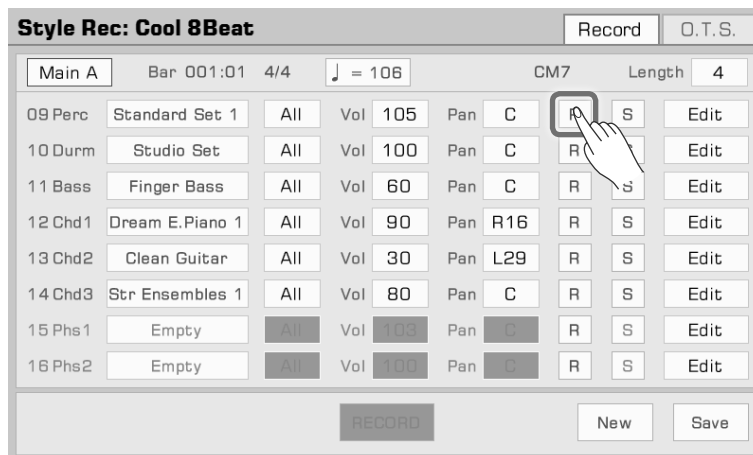 Style Rec: Cool 8Beat Record O.T.S.
Main A Bar 001:01 4/4 ♩ = 106 CM7 Length 4
09 Perc Standard Set 1 All Vol 105 Pan C R S Edit
10 Durm Studio Set All Vol 100 Pan C R Edit
11 Bass Finger Bass All Vol 60 Pan C R S Edit
12 Chd1 Dream E.Piano 1 All Vol 90 Pan R16 R S Edit
13 Chd2 Clean Guitar All Vol 30 Pan L29 R S Edit
14 Chd3 Str Ensembles 1 All Vol 80 Pan C R S Edit
15 Phs1 Empty All Vol 103 Pan C R S Edit
16 Phs2 Empty All Vol 100 Pan C R S Edit
RECORD New Save